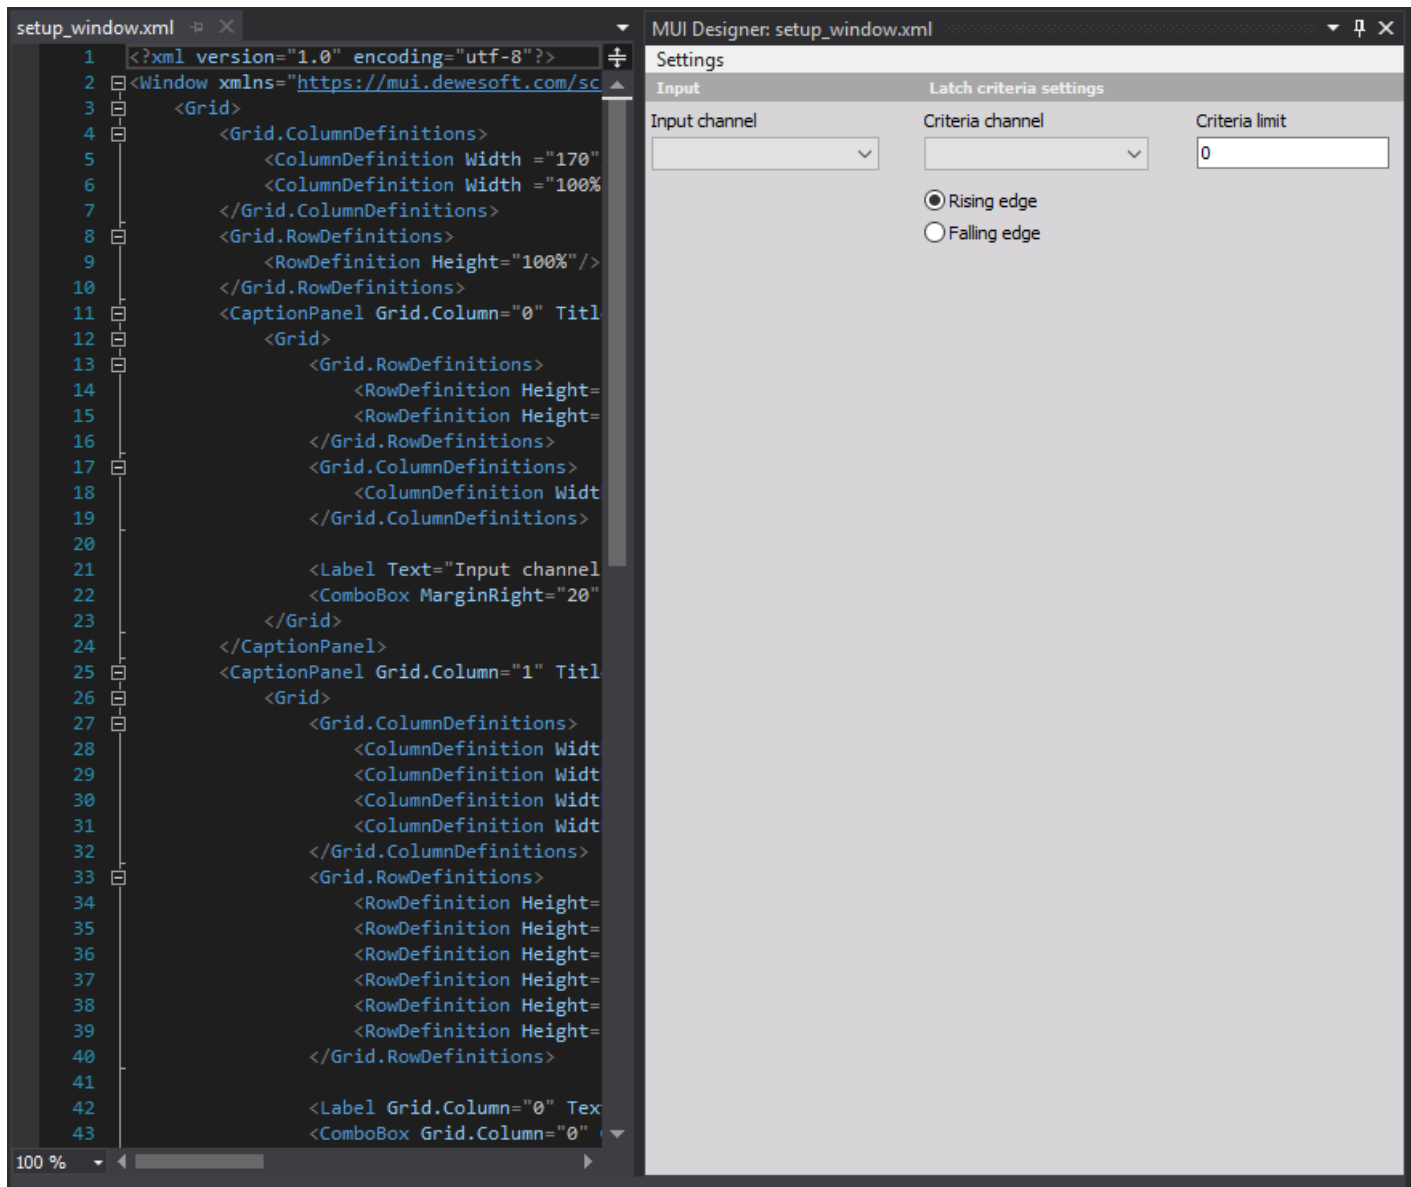 setup_window.xml
1 <?xml version="1.0" encoding="utf-8"?>
2 <Window xmlns="https://mui.dewesoft.com/sc
3 <Grid>
4 <Grid.ColumnDefinitions>
5 <ColumnDefinition Width ="170"
6 <ColumnDefinition Width ="100%
7 </Grid.ColumnDefinitions>
8 <Grid.RowDefinitions>
9 <RowDefinition Height="100%"/>
10 </Grid.RowDefinitions>
11 <CaptionPanel Grid.Column="0" Titl
12 <Grid>
13 <Grid.RowDefinitions>
14 <RowDefinition Height=
15 <RowDefinition Height=
16 </Grid.RowDefinitions>
17 <Grid.ColumnDefinitions>
18 <ColumnDefinition Widt
19 </Grid.ColumnDefinitions>
20
21 <Label Text="Input channel
22 <ComboBox MarginRight="20"
23 </Grid>
24 </CaptionPanel>
25 <CaptionPanel Grid.Column="1" Titl
26 <Grid>
27 <Grid.ColumnDefinitions>
28 <ColumnDefinition Widt
29 <ColumnDefinition Widt
30 <ColumnDefinition Widt
31 <ColumnDefinition Widt
32 </Grid.ColumnDefinitions>
33 <Grid.RowDefinitions>
34 <RowDefinition Height=
35 <RowDefinition Height=
36 <RowDefinition Height=
37 <RowDefinition Height=
38 <RowDefinition Height=
39 <RowDefinition Height=
40 </Grid.RowDefinitions>
41
42 <Label Grid.Column="0" Tex
43 <ComboBox Grid.Column="0"
100 %
MUI Designer: setup_window.xml
Settings
Input Latch criteria settings
Input channel Criteria channel Criteria limit
0
Rising edge
Falling edge